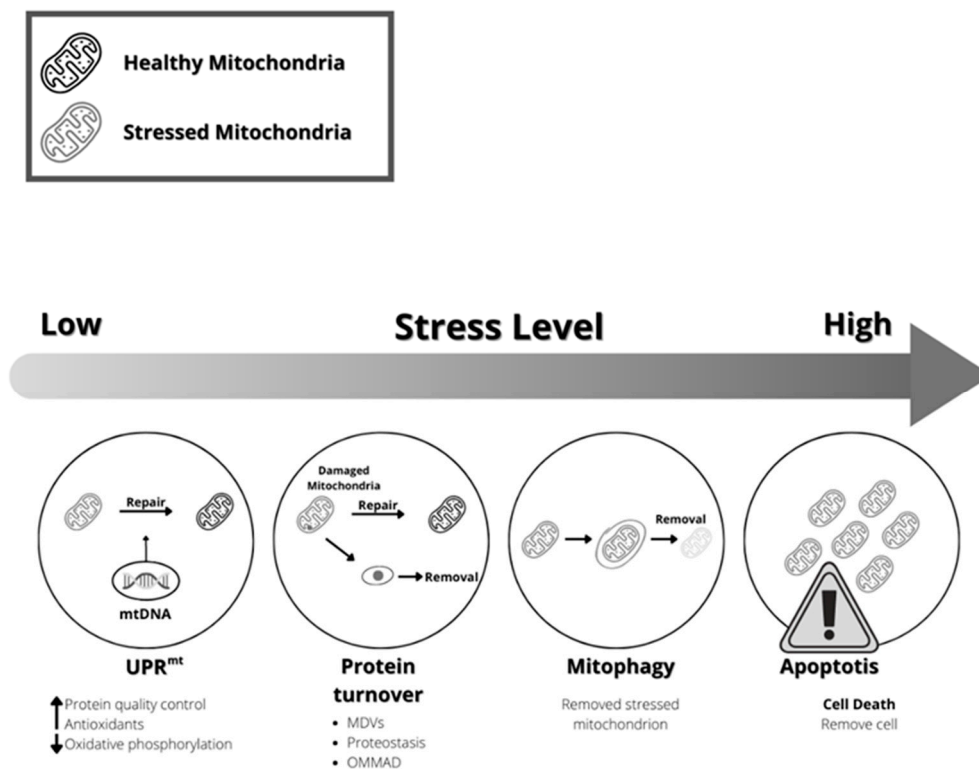 Healthy Mitochondria
Stressed Mitochondria
Low
Stress Level
High
Repair
mtDNA
UPRmt
Protein quality control
Antioxidants
Oxidative phosphorylation
Damaged
Mitochondria
Repair
Removal
Protein
turnover
• MDVs
• Proteostasis
• OMMAD
Removal
Mitophagy
Removed stressed
mitochondrion
!
Apoptotis
Cell Death
Remove cell